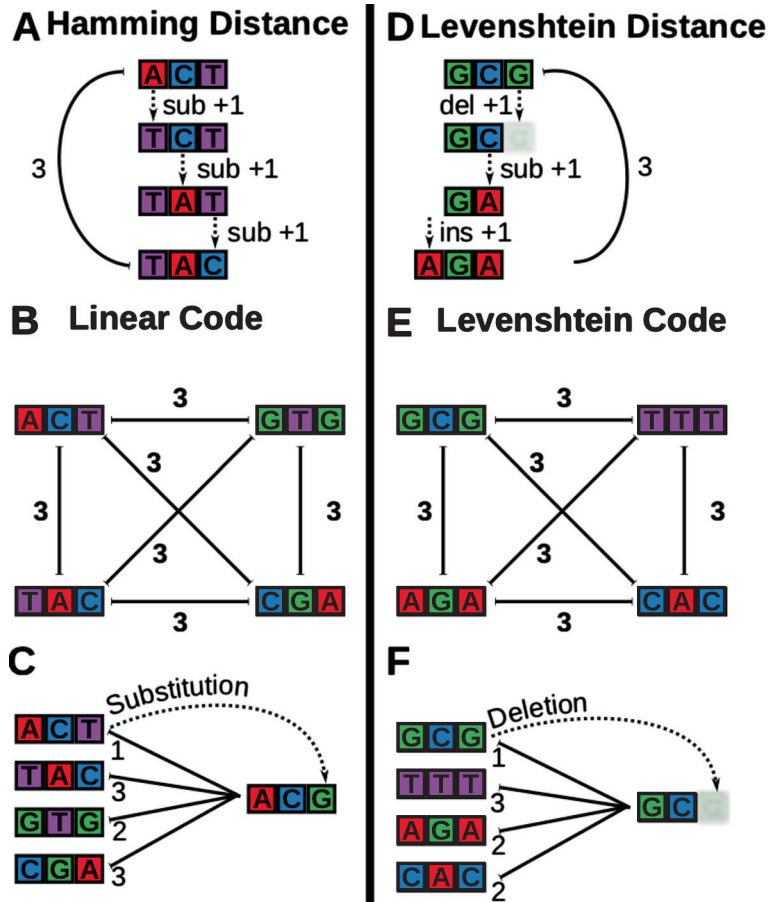 A Hamming Distance
A C T
sub +1
T C T
3
sub +1
T A T
sub +1
T A C
B Linear Code
3
A C T
G T G
3
3
3
3
T A C
C G A
3
C
Substitution
A C T
1
T A C
3
A C G
G T G
2
C G A
3
D Levenshtein Distance
G C G
del +1
G C G
3
sub +1
G A
ins +1
A G A
E Levenshtein Code
3
G C G
T T T
3
3
3
3
A G A
C A C
3
F
Deletion
G C G
1
T T T
3
G C G
A G A
2
C A C
2